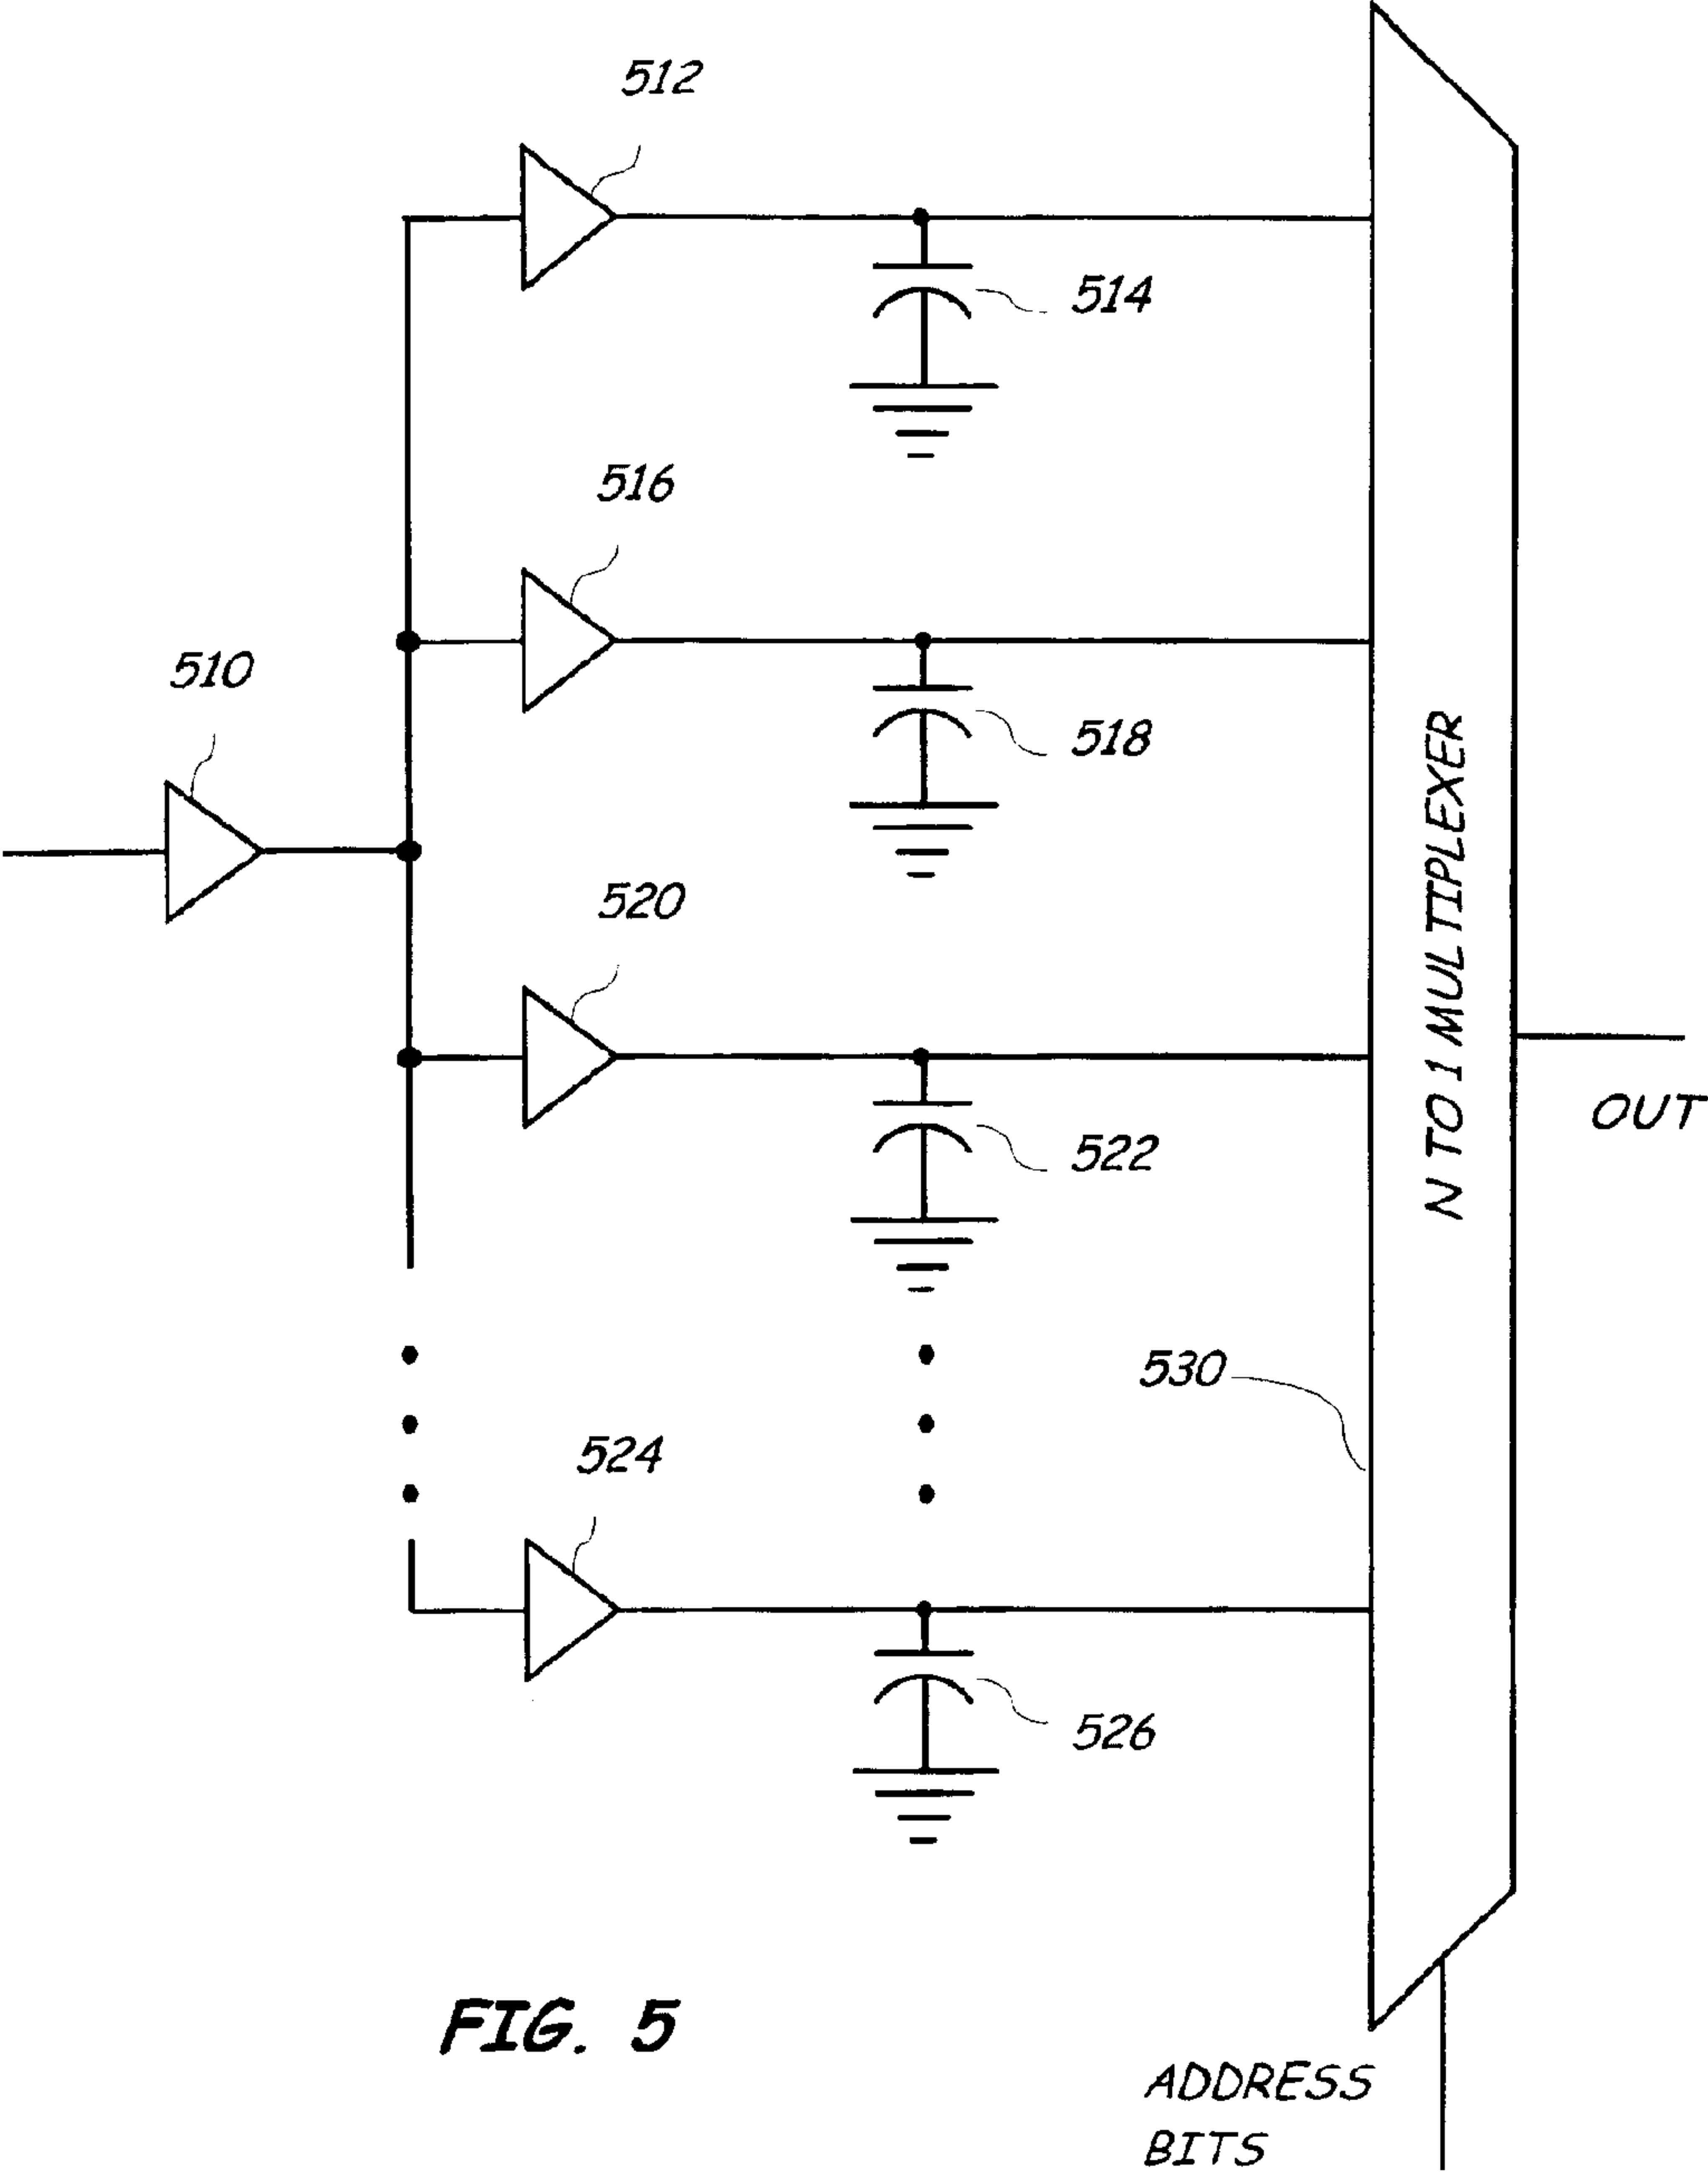 512
514
516
510
518
520
N TO 1 MULTIPLEXER
OUT
522
530
524
526
FIG. 5
ADDRESS
BITS